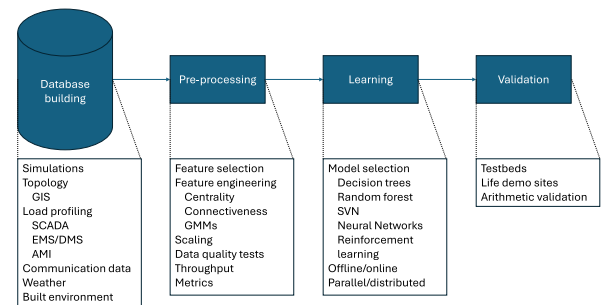 Database
building
Pre-processing
Learning
Validation
Simulations
Topology
GIS
Load profiling
SCADA
EMS/DMS
AMI
Communication data
Weather
Built environment
Feature selection
Feature engineering
Centrality
Connectiveness
GMMs
Scaling
Data quality tests
Throughput
Metrics
Model selection
Decision trees
Random forest
SVN
Neural Networks
Reinforcement
learning
Offline/online
Parallel/distributed
Testbeds
Life demo sites
Arithmetic validation